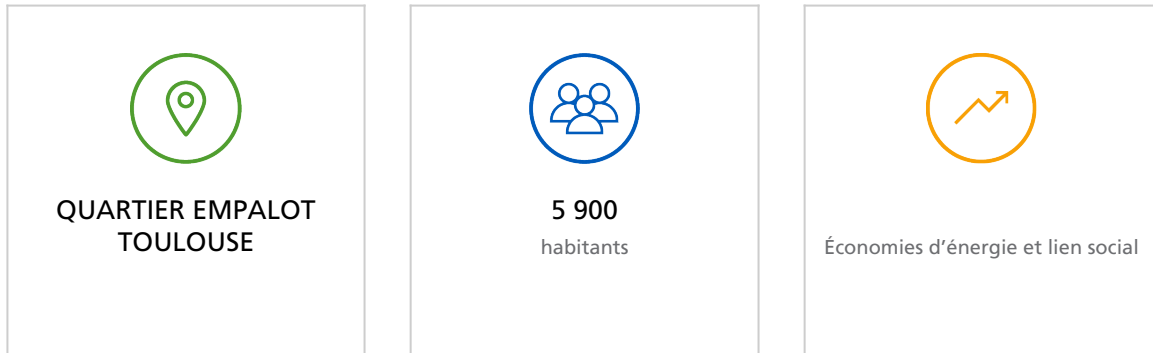 QUARTIER EMPALOT
TOULOUSE
5 900
habitants
Économies d’énergie et lien social